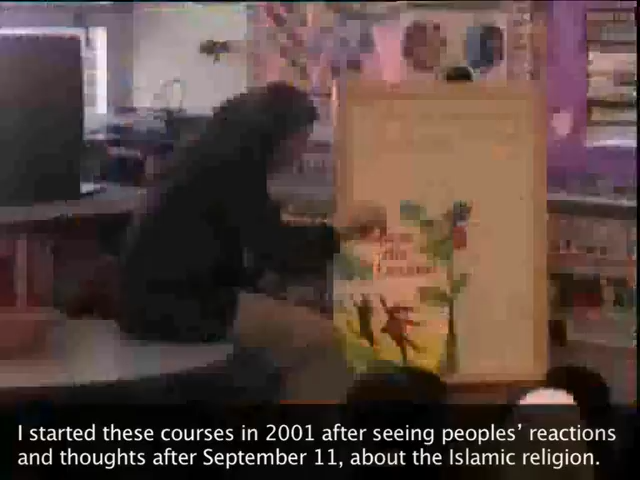 I started these courses in 2001 after seeing peoples’ reactions
and thoughts after September 11, about the Islamic religion.